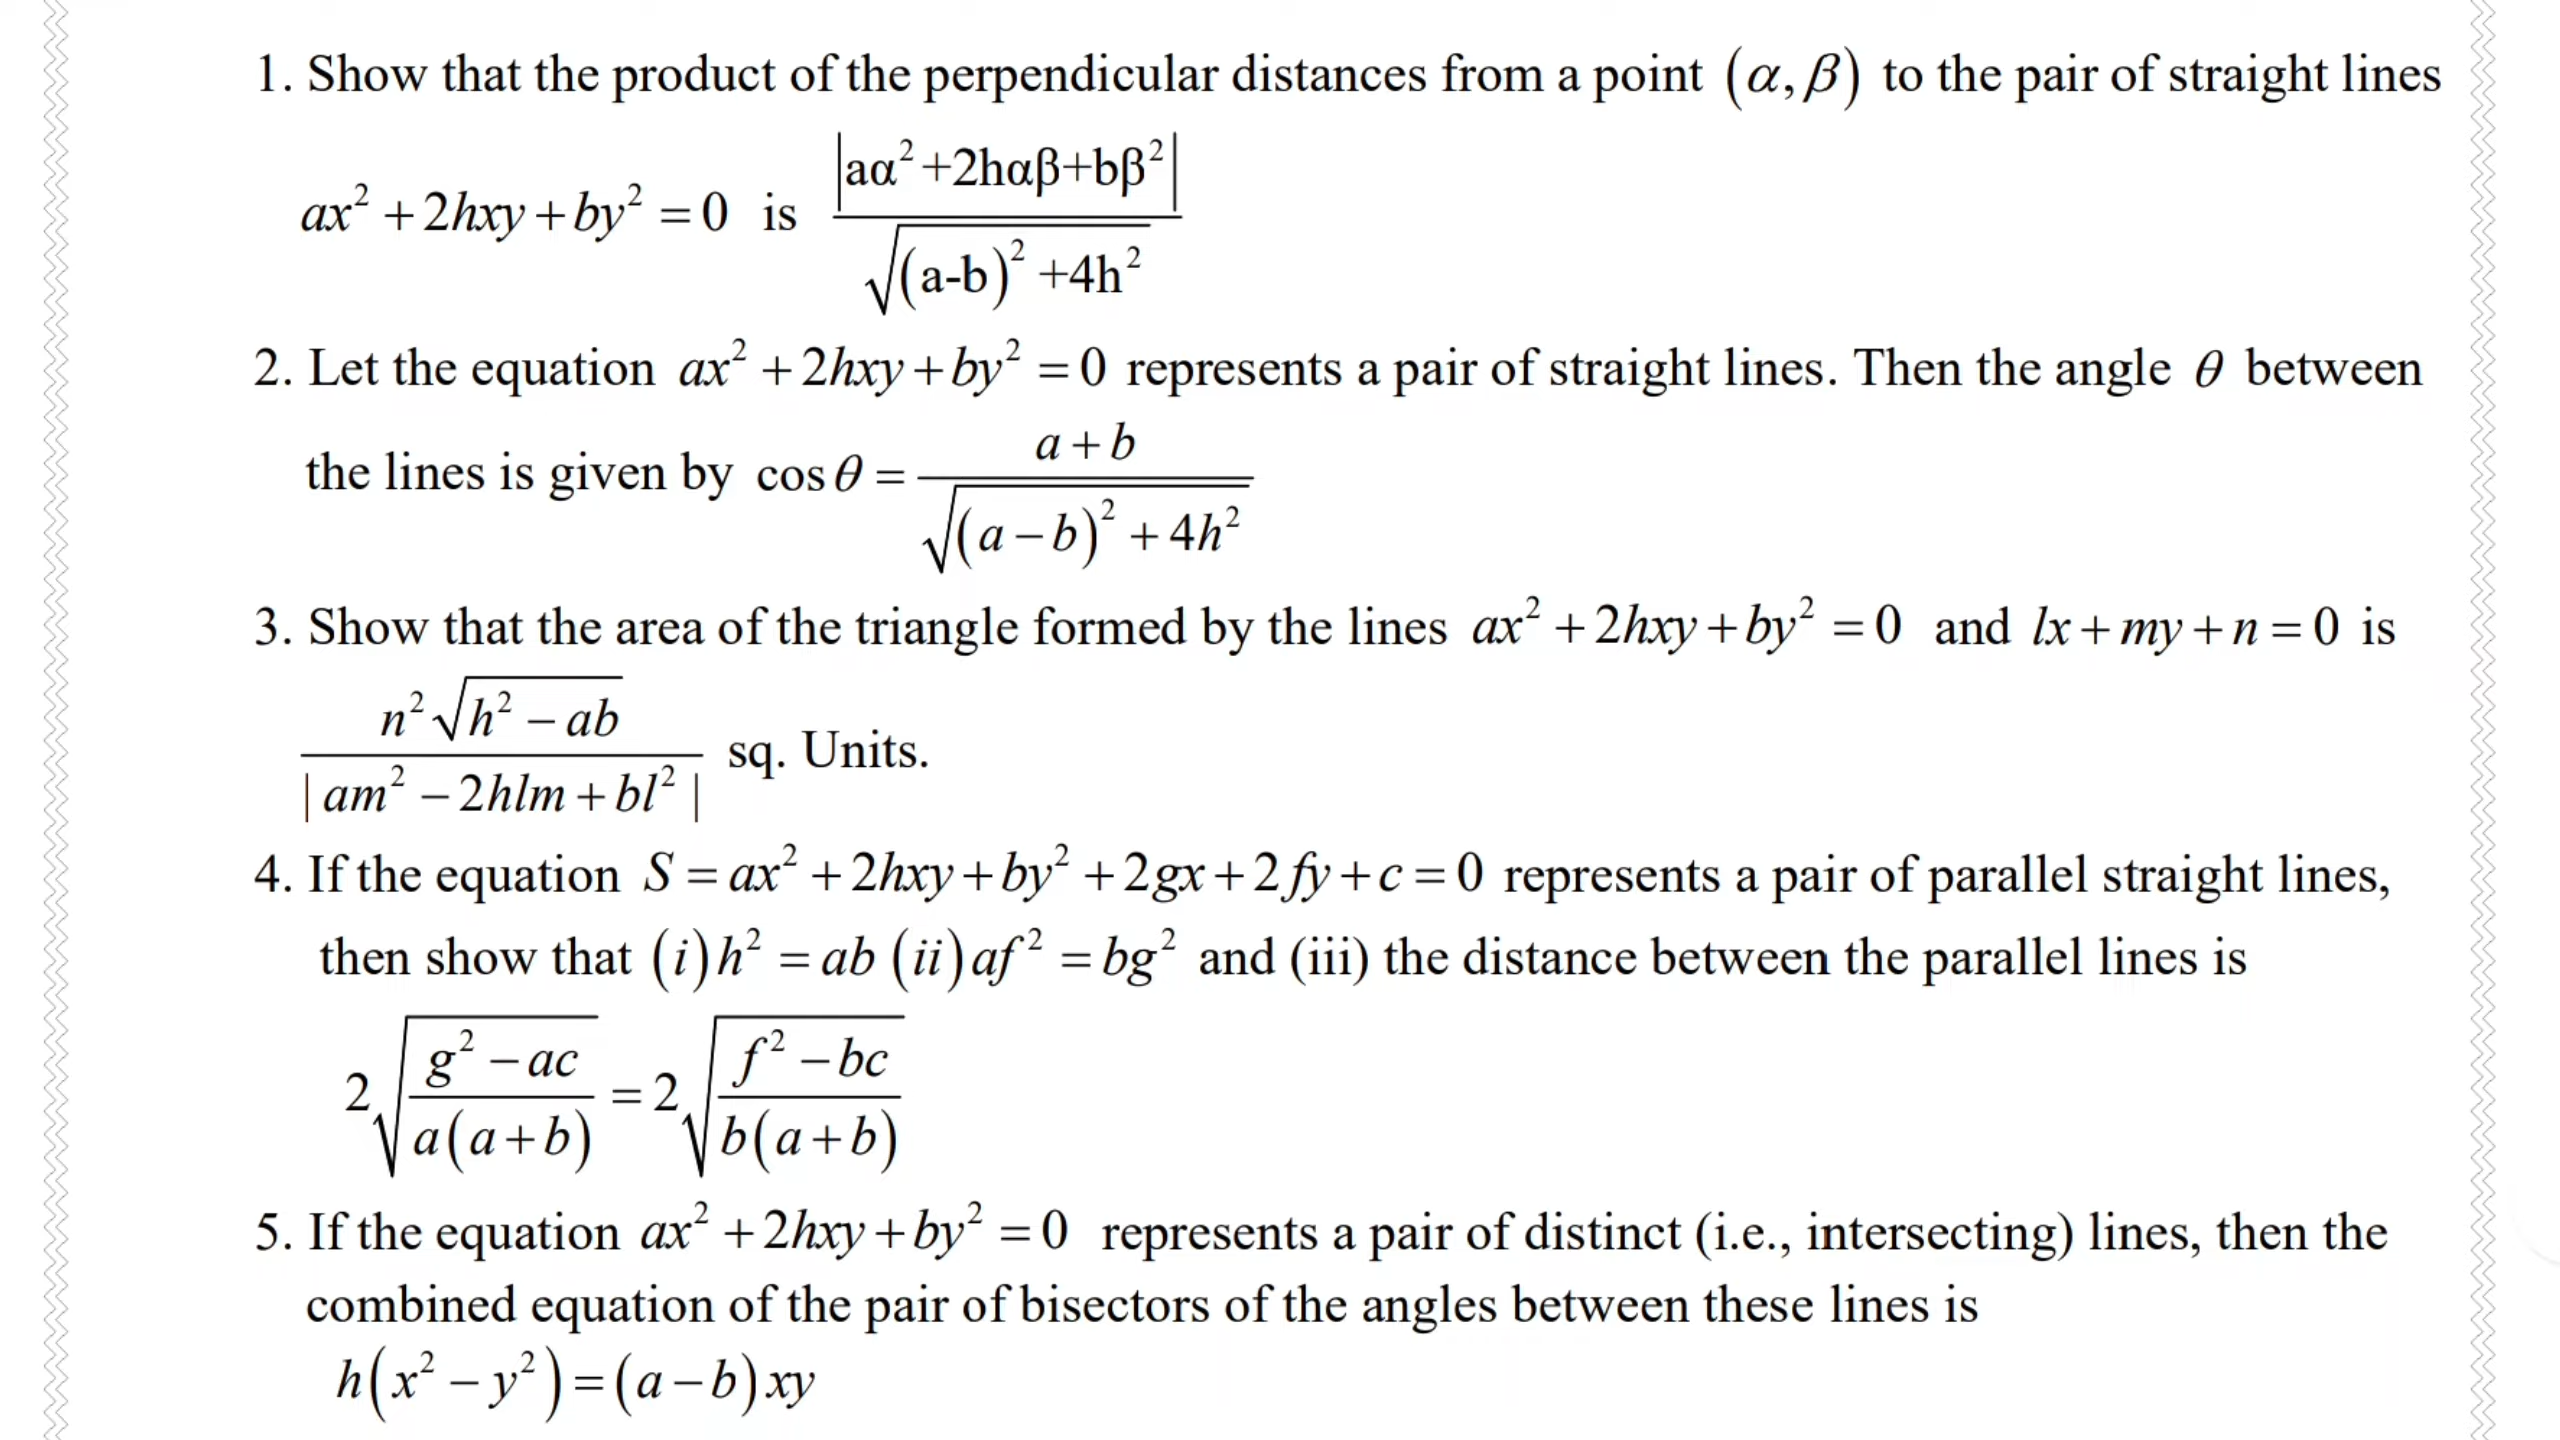 1. Show that the product of the perpendicular distances from a point (α, β) to the pair of straight lines
ax² + 2hxy + by² = 0 is |aα²+2hαβ+bβ²| / √((a-b)²+4h²)
2. Let the equation ax² + 2hxy + by² = 0 represents a pair of straight lines. Then the angle θ between
the lines is given by cos θ = (a + b) / √((a − b)² + 4h²)
3. Show that the area of the triangle formed by the lines ax² + 2hxy + by² = 0 and lx + my + n = 0 is
n²√(h² − ab) / | am² − 2hlm + bl² | sq. Units.
4. If the equation S = ax² + 2hxy + by² + 2gx + 2fy + c = 0 represents a pair of parallel straight lines,
then show that (i) h² = ab (ii) af² = bg² and (iii) the distance between the parallel lines is
2√((g² − ac) / (a(a + b))) = 2√((f² − bc) / (b(a + b)))
5. If the equation ax² + 2hxy + by² = 0 represents a pair of distinct (i.e., intersecting) lines, then the
combined equation of the pair of bisectors of the angles between these lines is
h(x² − y²) = (a − b)xy